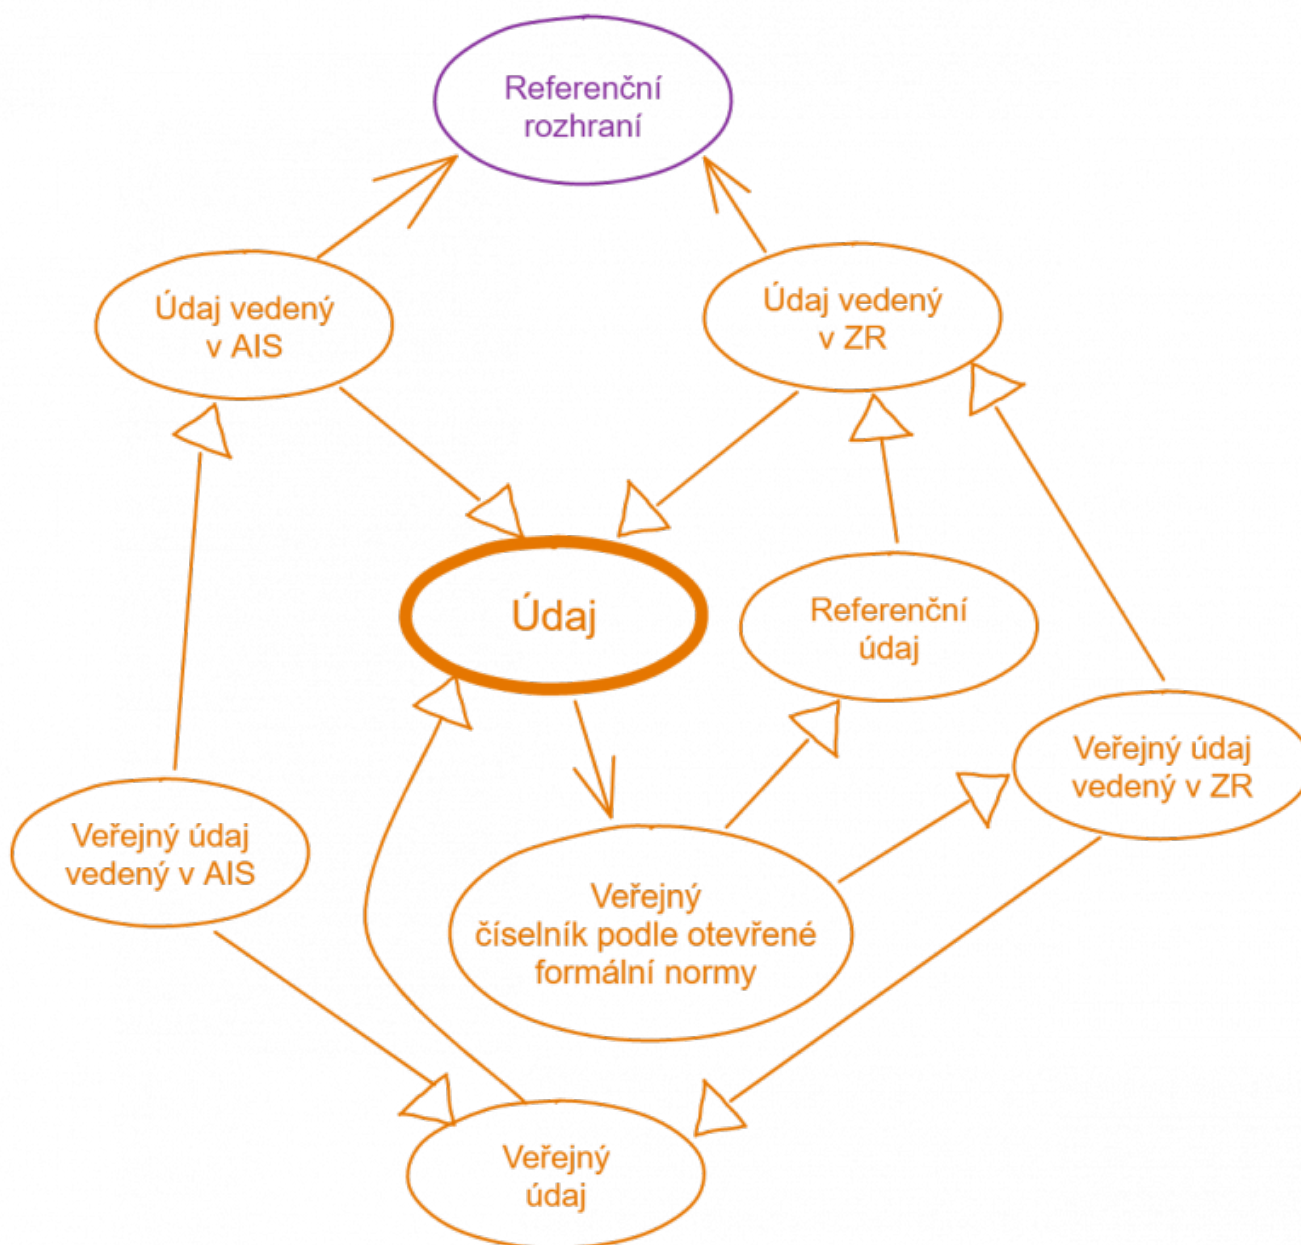 Referenční
rozhraní
Údaj vedený
v AIS
Údaj vedený
v ZR
Údaj
Referenční
údaj
Veřejný údaj
vedený v ZR
Veřejný údaj
vedený v AIS
Veřejný
číselník podle otevřené
formální normy
Veřejný
údaj